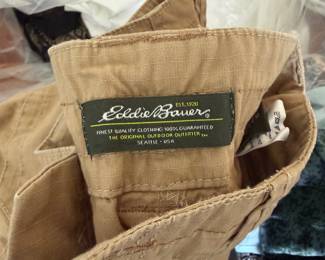 EST. 1920
Eddie Bauer
FINEST QUALITY CLOTHING 100% GUARANTEED
THE ORIGINAL OUTDOOR OUTFITTER
SEATTLE • USA